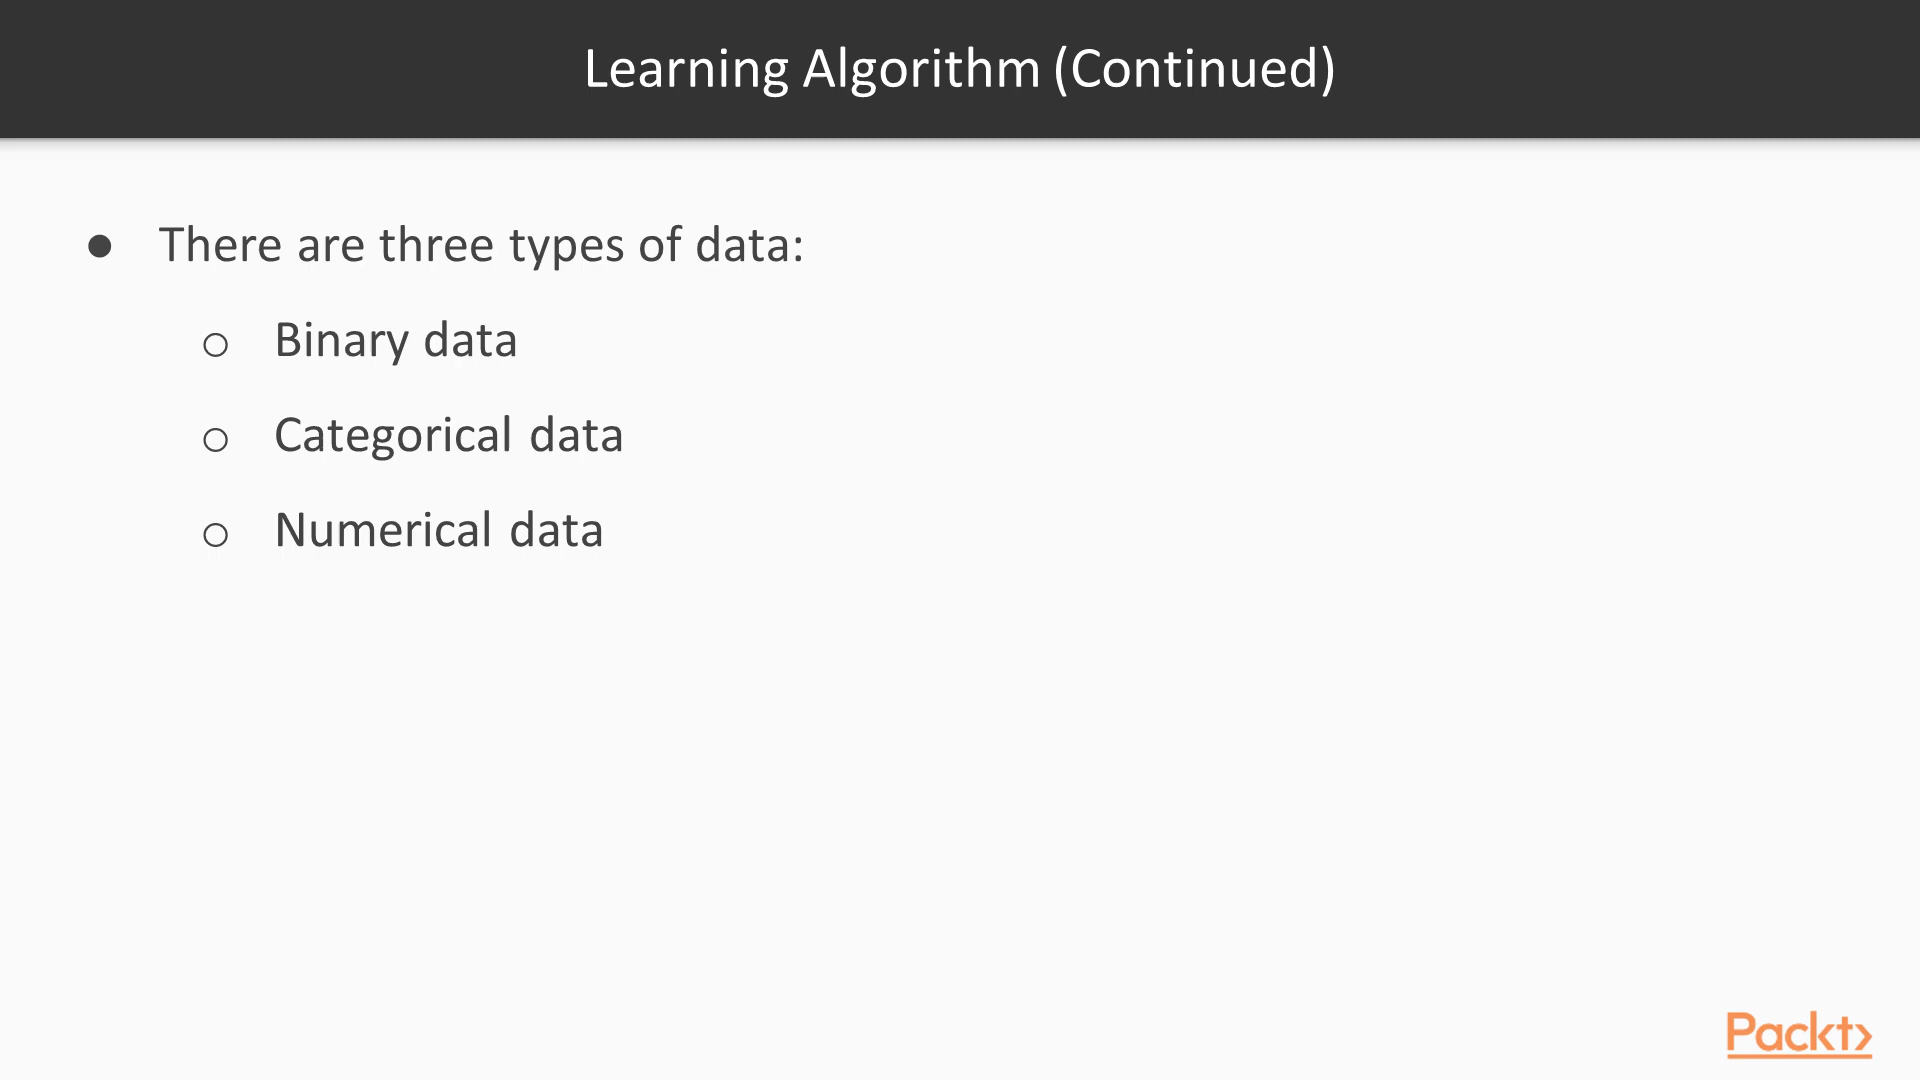 Learning Algorithm (Continued)
● There are three types of data:
○ Binary data
○ Categorical data
○ Numerical data
Packt>